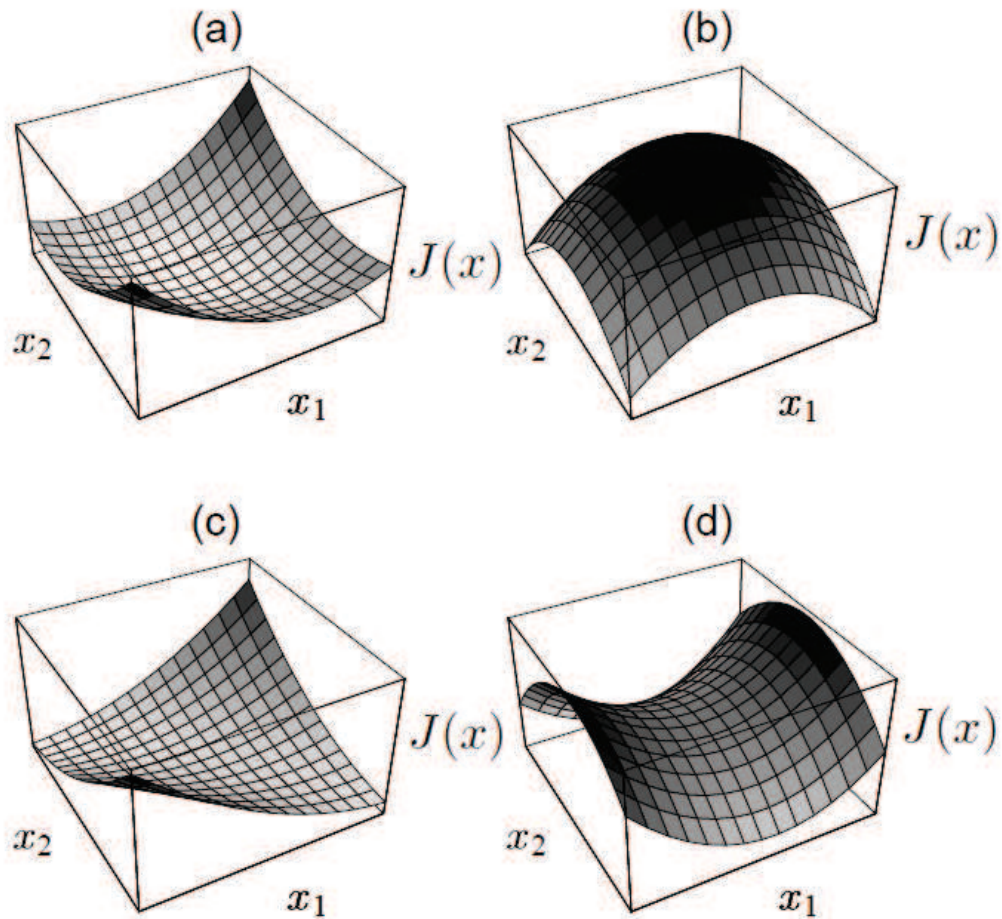 (a) (b)
J(x) J(x)
x₂ x₂
x₁ x₁
(c) (d)
J(x) J(x)
x₂ x₂
x₁ x₁